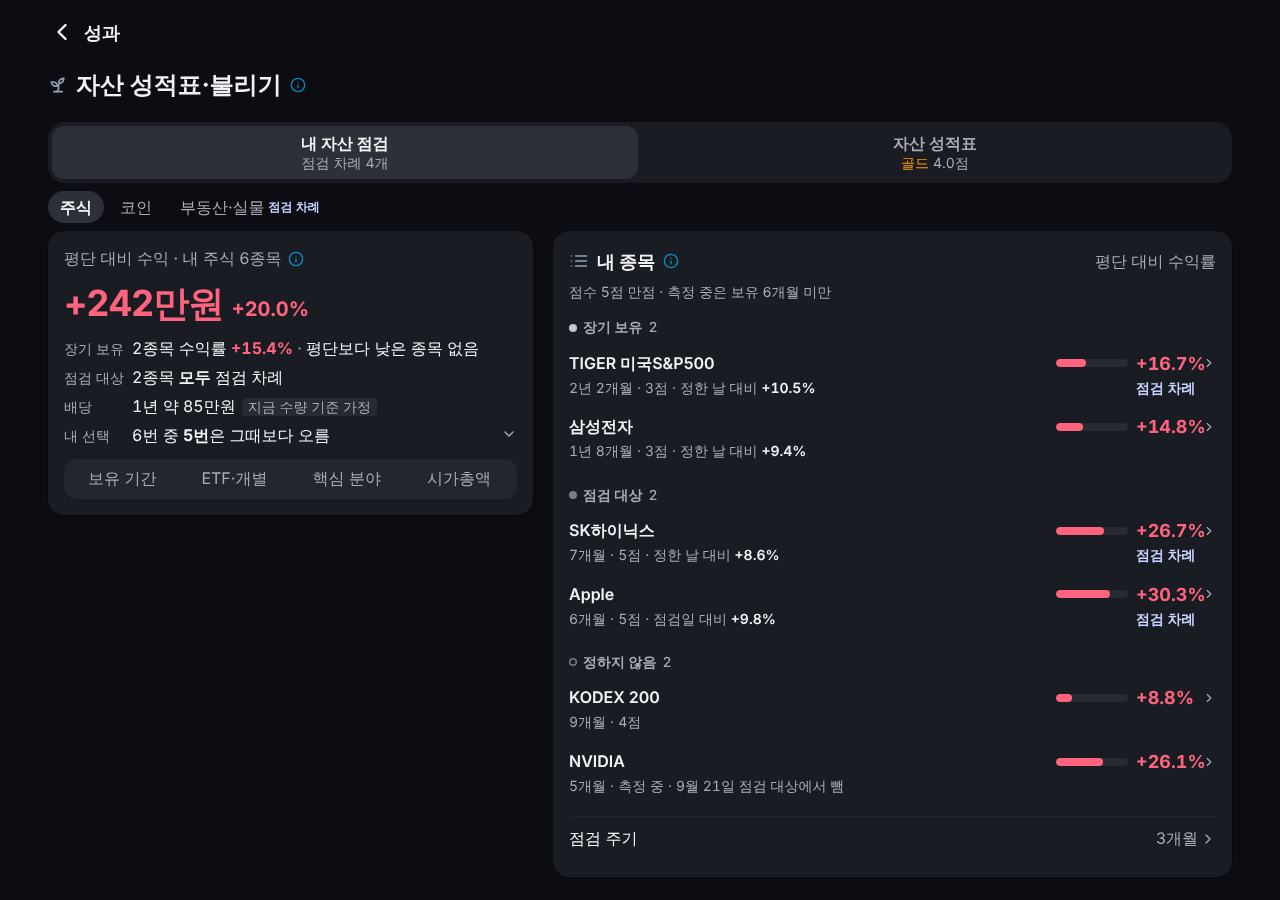 성과
자산 성적표·불리기
내 자산 점검
점검 차례 4개
자산 성적표
골드 4.0점
주식
코인
부동산·실물 점검 차례
평단 대비 수익 · 내 주식 6종목
+242만원 +20.0%
장기 보유 2종목 수익률 +15.4% · 평단보다 낮은 종목 없음
점검 대상 2종목 모두 점검 차례
배당 1년 약 85만원 지금 수량 기준 가정
내 선택 6번 중 5번은 그때보다 오름
보유 기간 ETF·개별 핵심 분야 시가총액
내 종목
평단 대비 수익률
점수 5점 만점 · 측정 중은 보유 6개월 미만
장기 보유 2
TIGER 미국S&P500 +16.7%
2년 2개월 · 3점 · 정한 날 대비 +10.5% 점검 차례
삼성전자 +14.8%
1년 8개월 · 3점 · 정한 날 대비 +9.4%
점검 대상 2
SK하이닉스 +26.7%
7개월 · 5점 · 정한 날 대비 +8.6% 점검 차례
Apple +30.3%
6개월 · 5점 · 점검일 대비 +9.8% 점검 차례
정하지 않음 2
KODEX 200 +8.8%
9개월 · 4점
NVIDIA +26.1%
5개월 · 측정 중 · 9월 21일 점검 대상에서 뺌
점검 주기 3개월